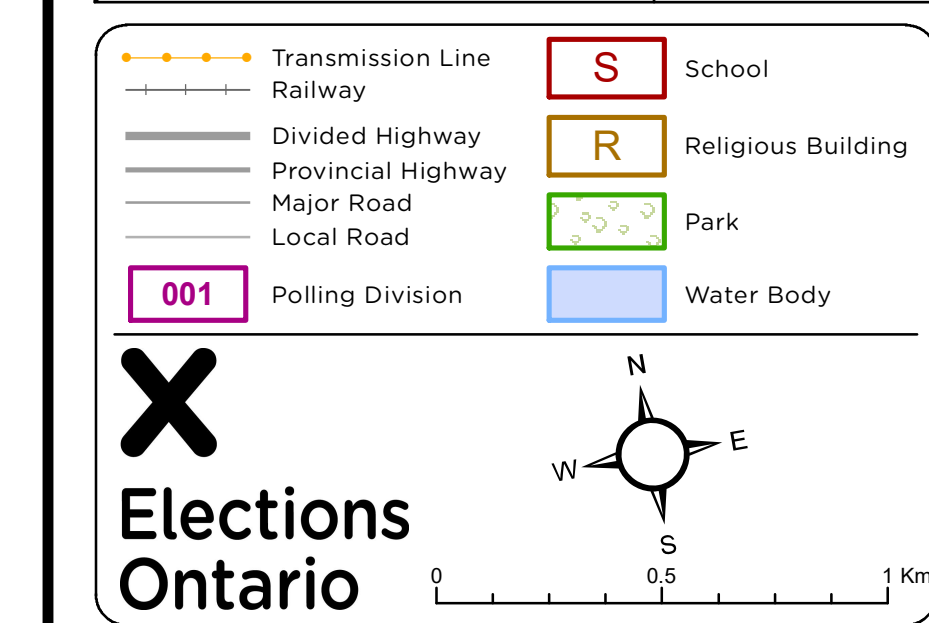 Transmission Line
Railway
Divided Highway
Provincial Highway
Major Road
Local Road
001 Polling Division
S School
R Religious Building
Park
Water Body
Elections
Ontario
N
W E
S
0 0.5 1 Km